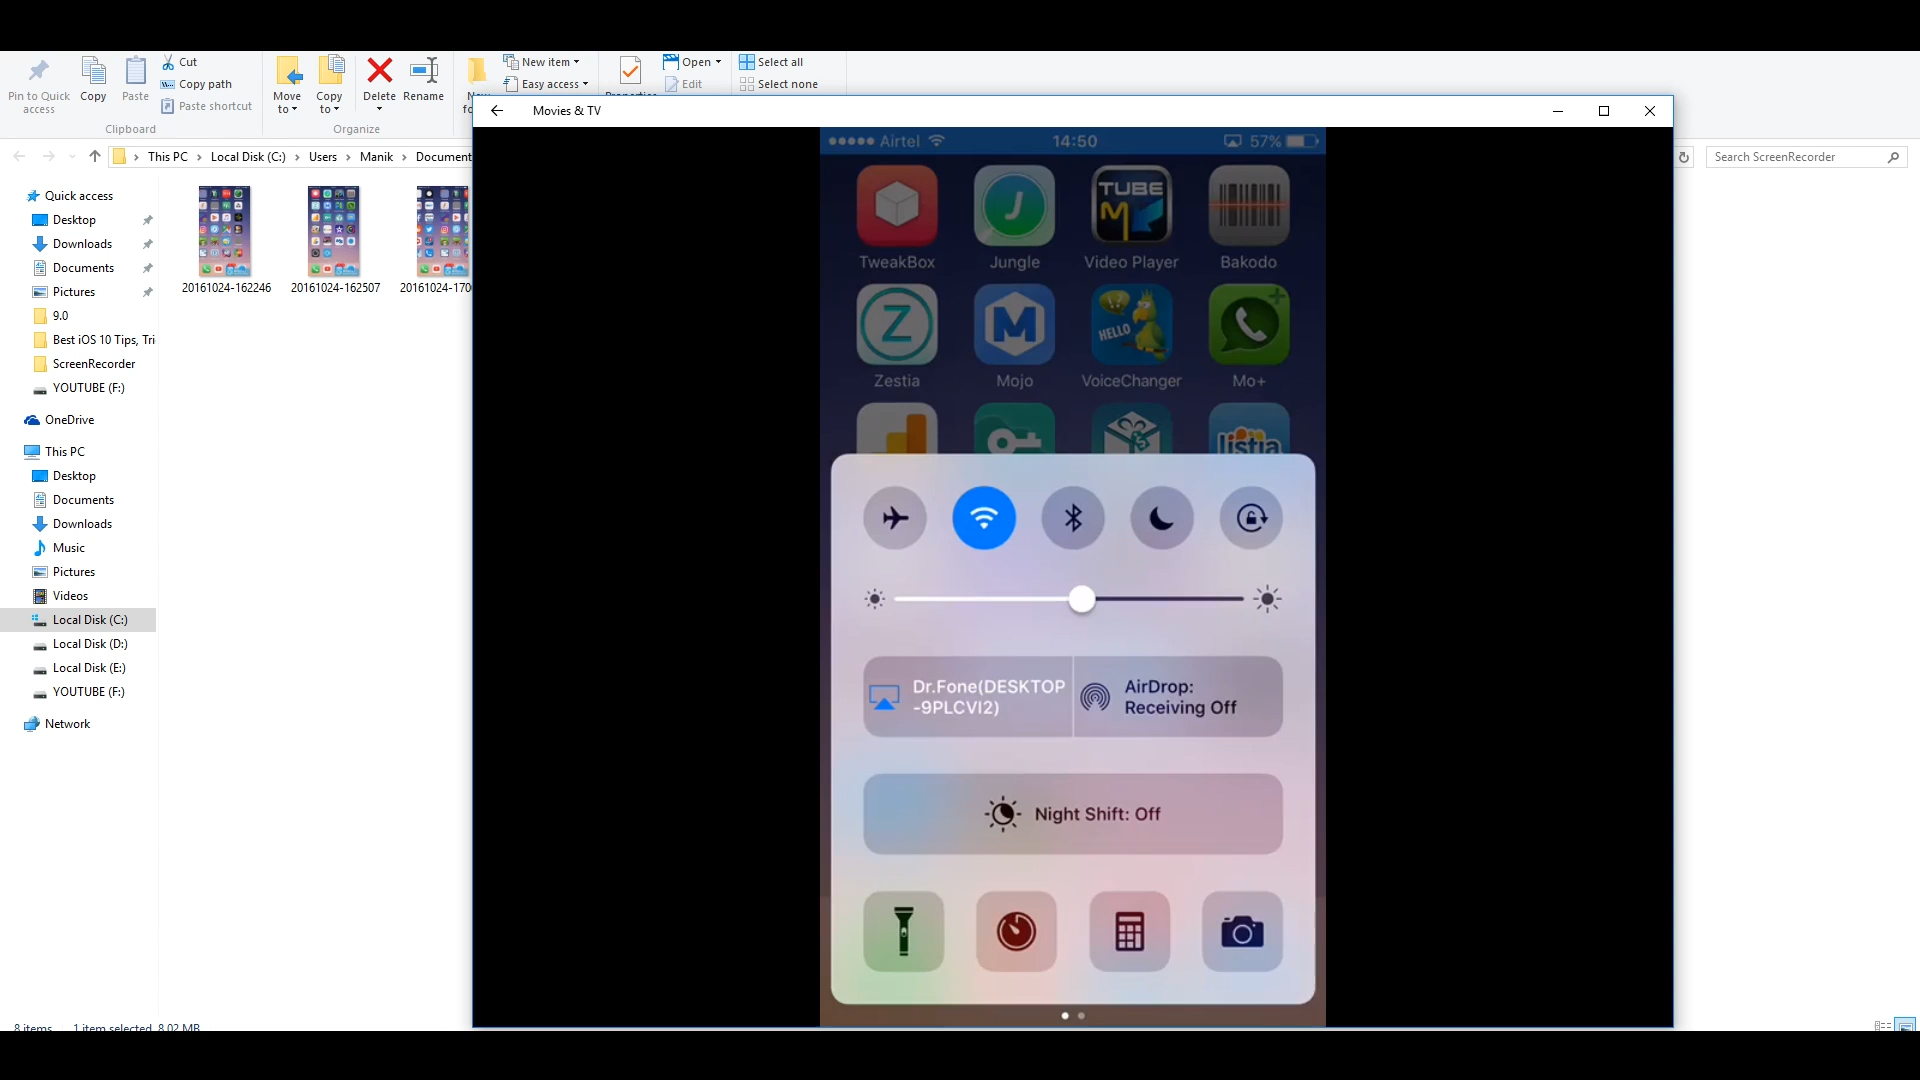 Pin to Quick
access
Copy
Paste
Cut
Copy path
Paste shortcut
Clipboard
Move
to
Copy
to
Delete
Rename
Organize
New item
Easy access
Open
Edit
Select all
Select none
Movies & TV
This PC
Local Disk (C:)
Users
Manik
Document
Search ScreenRecorder
Quick access
Desktop
Downloads
Documents
Pictures
9.0
Best iOS 10 Tips, Tri
ScreenRecorder
YOUTUBE (F:)
OneDrive
This PC
Desktop
Documents
Downloads
Music
Pictures
Videos
Local Disk (C:)
Local Disk (D:)
Local Disk (E:)
YOUTUBE (F:)
Network
20161024-162246
20161024-162507
20161024-170
8 items
1 item selected 8.02 MB
Airtel
14:50
57%
TUBE
M
TweakBox
Jungle
Video Player
Bakodo
Z
M
HELLO
Zestia
Mojo
VoiceChanger
Mo+
listia
Dr.Fone(DESKTOP
-9PLCVI2)
AirDrop:
Receiving Off
Night Shift: Off